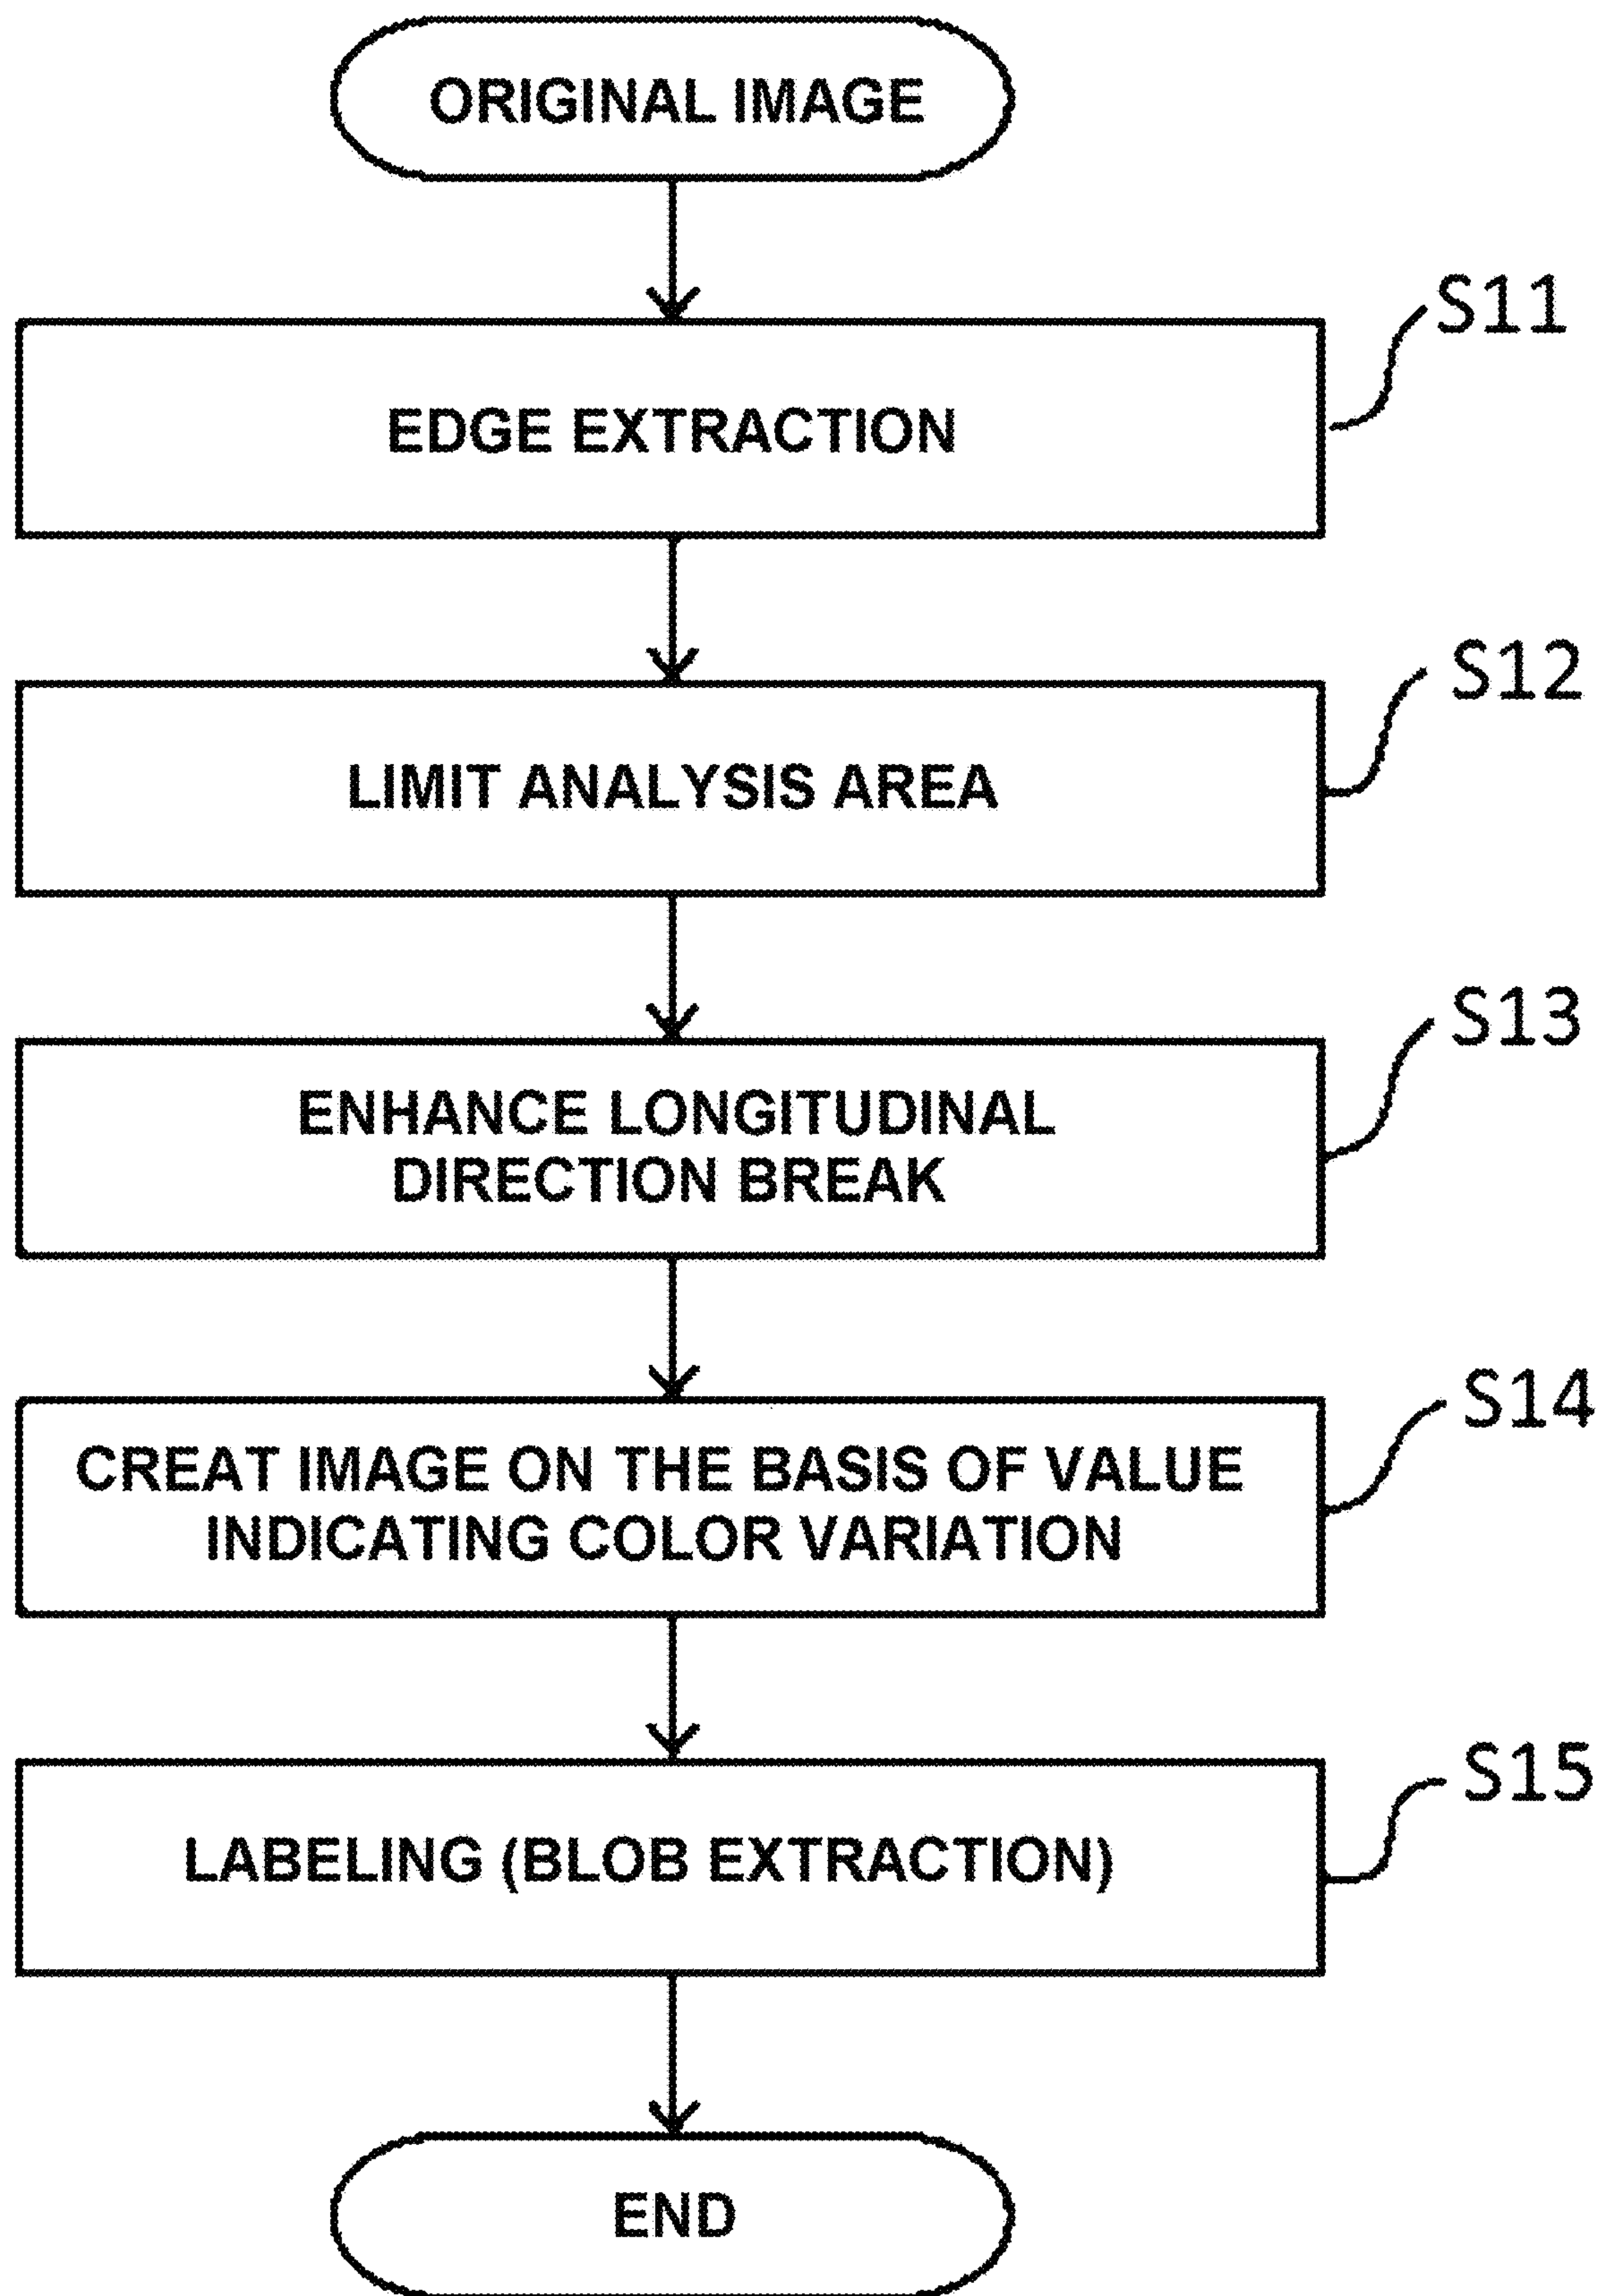 ORIGINAL IMAGE
S11
EDGE EXTRACTION
S12
LIMIT ANALYSIS AREA
S13
ENHANCE LONGITUDINAL
DIRECTION BREAK
S14
CREAT IMAGE ON THE BASIS OF VALUE
INDICATING COLOR VARIATION
S15
LABELING (BLOB EXTRACTION)
END